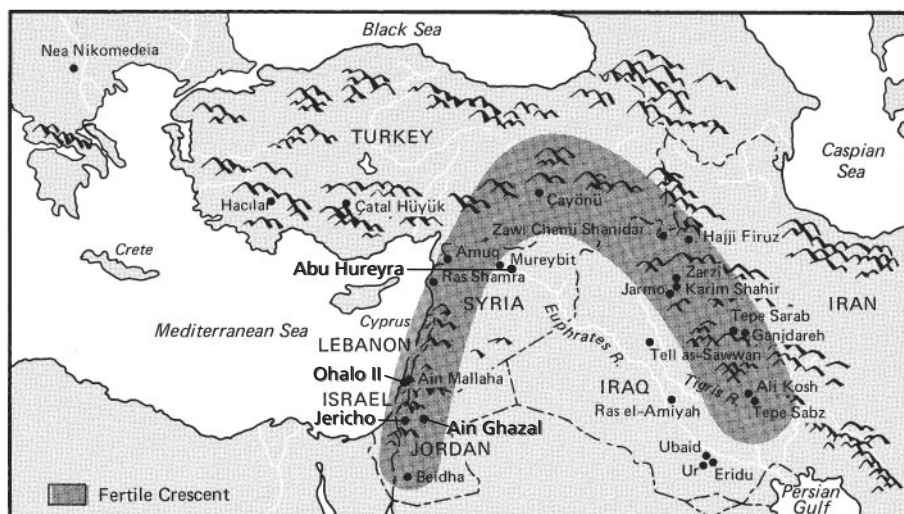 Black Sea
Nea Nikomedeia
TURKEY
Caspian
Sea
Hacılar
Çatal Hüyük
Çayönü
Zawi Chemi Shanidar
Hajji Firuz
Crete
Amuq
Abu Hureyra
Mureybit
Ras Shamra
Zarzi
Jarmo
Karim Shahir
IRAN
SYRIA
Cyprus
Euphrates R.
Tepe Sarab
Ganjdareh
Mediterranean Sea
LEBANON
Tell as-Sawwan
Tigris R.
Ohalo II
Ain Mallaha
ISRAEL
IRAQ
Ali Kosh
Ras el-Amiyah
Tepe Sabz
Jericho
Ain Ghazal
JORDAN
Ubaid
Ur
Eridu
Beidha
Fertile Crescent
Persian
Gulf